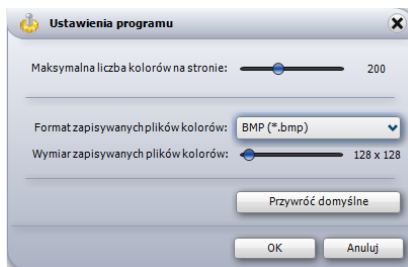 Ustawienia programu
Maksymalna liczba kolorów na stronie: 200
Format zapisywanych plików kolorów: BMP (*.bmp)
Wymiar zapisywanych plików kolorów: 128 x 128
Przywróć domyślne
OK Anuluj